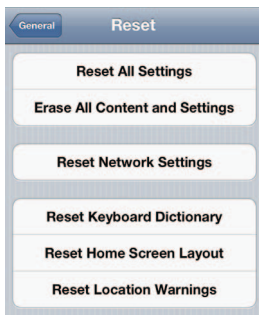 General
Reset
Reset All Settings
Erase All Content and Settings
Reset Network Settings
Reset Keyboard Dictionary
Reset Home Screen Layout
Reset Location Warnings